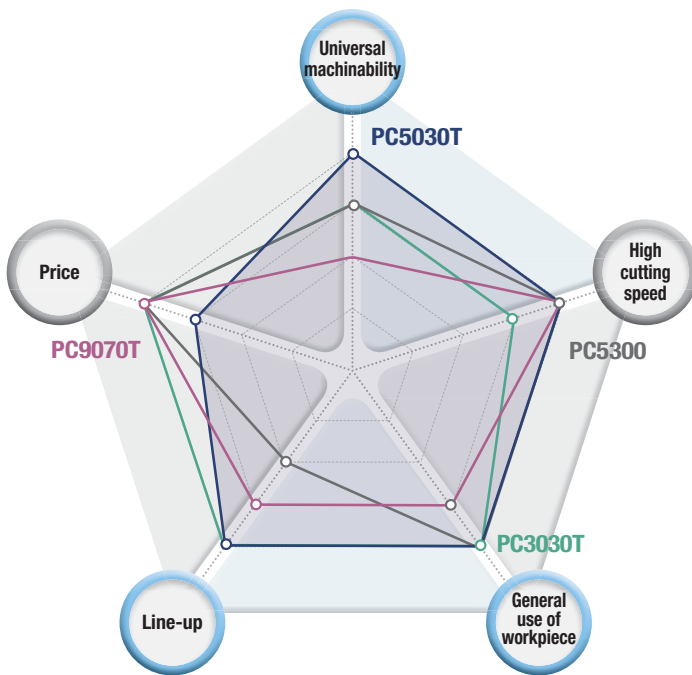 Universal
machinability
PC5030T
Price
High
cutting
speed
PC9070T
PC5300
PC3030T
Line-up
General
use of
workpiece